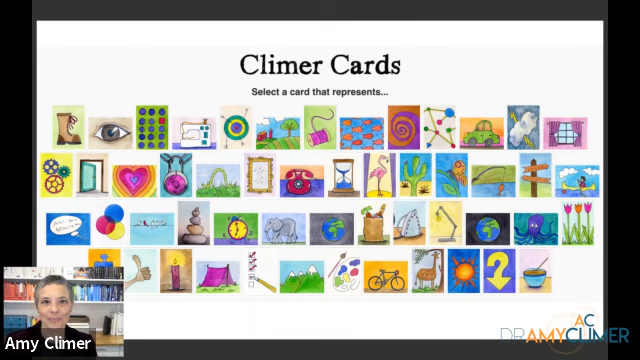 Climer Cards
Select a card that represents...
Amy Climer
AC
DRAMYCLIMER